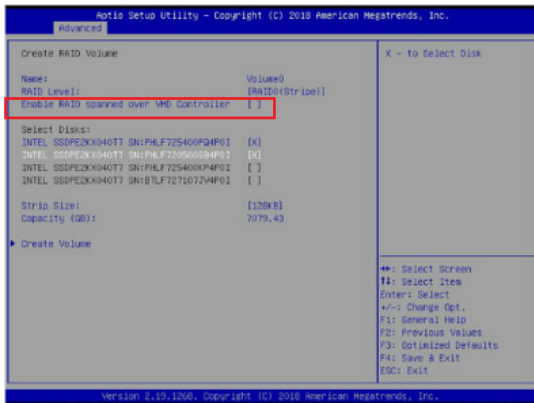 Aptio Setup Utility - Copyright (C) 2018 American Megatrends, Inc.
Advanced
Create RAID Volume
X - to Select Disk
Name: Volume0
RAID Level: [RAID0(Stripe)]
Enable RAID spanned over VMD Controller [ ]
Select Disks:
INTEL SSDPE2KX040T7 SN:PHLF725400PQ4P0I [X]
INTEL SSDPE2KX040T7 [X]
INTEL SSDPE2KX040T7 SN:PHLF725400KP4P0I [ ]
INTEL SSDPE2KX040T7 SN:BTLF727107JV4P0I [ ]
Strip Size: [128KB]
Capacity (GB): 7079.43
Create Volume
: Select Screen
: Select Item
Enter: Select
+/-: Change Opt.
F1: General Help
F2: Previous Values
F3: Optimized Defaults
F4: Save & Exit
ESC: Exit
Version 2.19.1268. Copyright (C) 2018 American Megatrends, Inc.